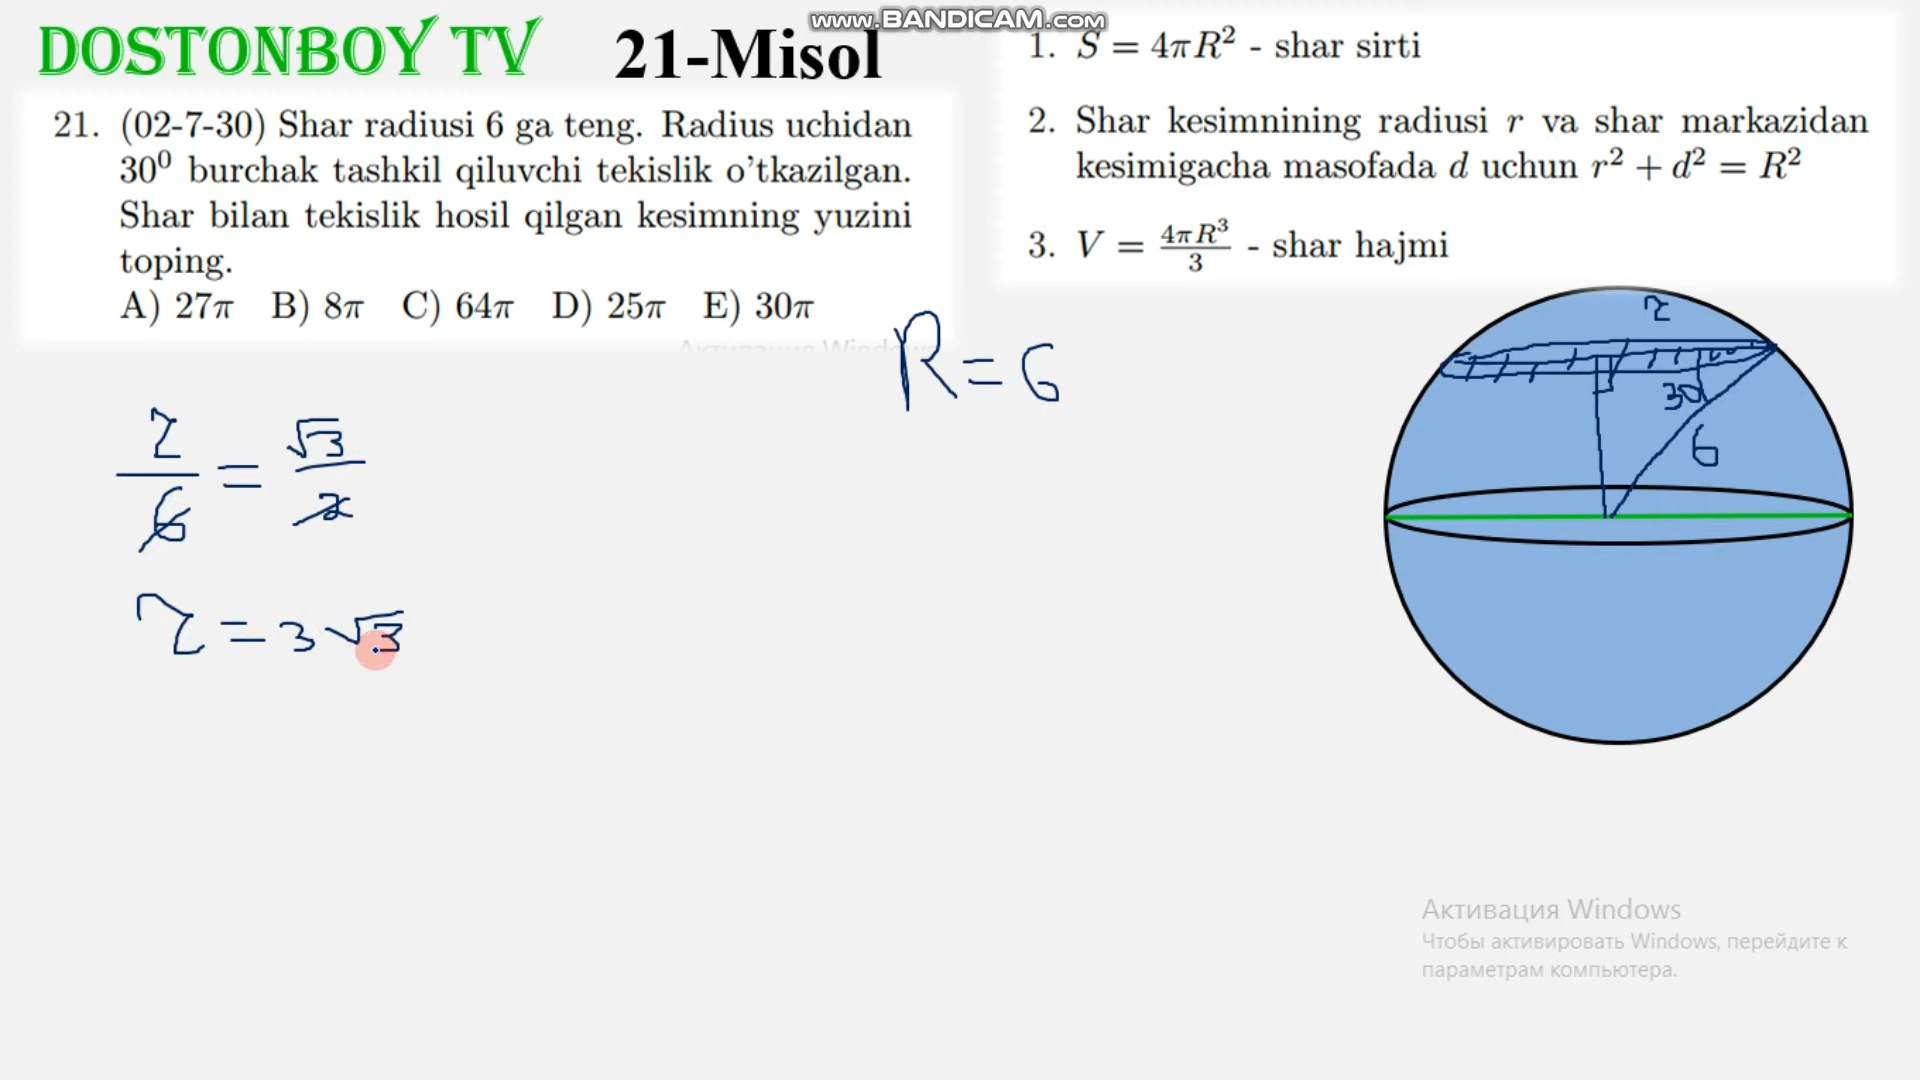 www.BANDICAM.com
DOSTONBOY TV
21-Misol
21. (02-7-30) Shar radiusi 6 ga teng. Radius uchidan
30⁰ burchak tashkil qiluvchi tekislik o'tkazilgan.
Shar bilan tekislik hosil qilgan kesimning yuzini
toping.
A) 27π B) 8π C) 64π D) 25π E) 30π
1. S = 4πR² - shar sirti
2. Shar kesimnining radiusi r va shar markazidan
kesimigacha masofada d uchun r² + d² = R²
3. V = 4πR³/3 - shar hajmi
R = 6
r/6 = √3/2
r = 3√3
r
30
6
Активация Windows
Чтобы активировать Windows, перейдите к
параметрам компьютера.